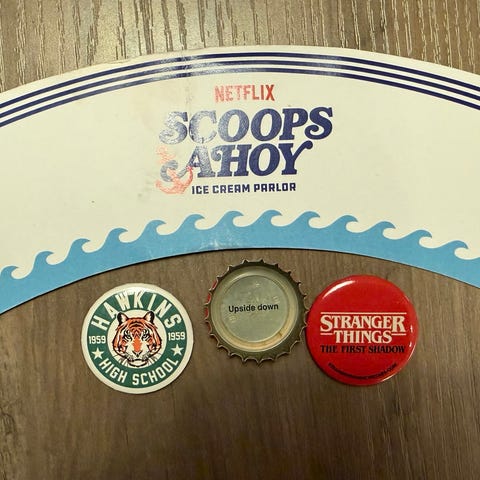 NETFLIX
SCOOPS
AHOY
ICE CREAM PARLOR
HAWKINS
1959 1959
HIGH SCHOOL
Upside down
STRANGER
THINGS
THE FIRST SHADOW